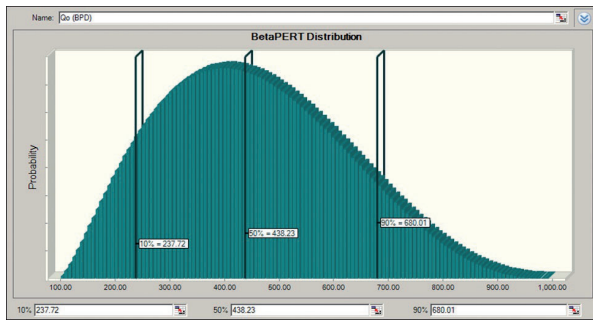 Name: Qo (BPD)
BetaPERT Distribution
Probability
10% = 237.72
50% = 438.23
90% = 680.01
100.00 200.00 300.00 400.00 500.00 600.00 700.00 800.00 900.00 1,000.00
10% 237.72 50% 438.23 90% 680.01